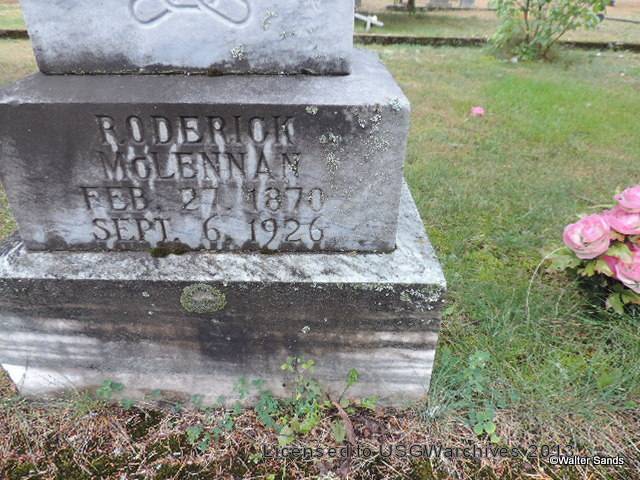 RODERICK
McLENNAN
FEB. 27 1870
SEPT. 6, 1926
Licensed to USGWarchives 2013
©Walter Sands